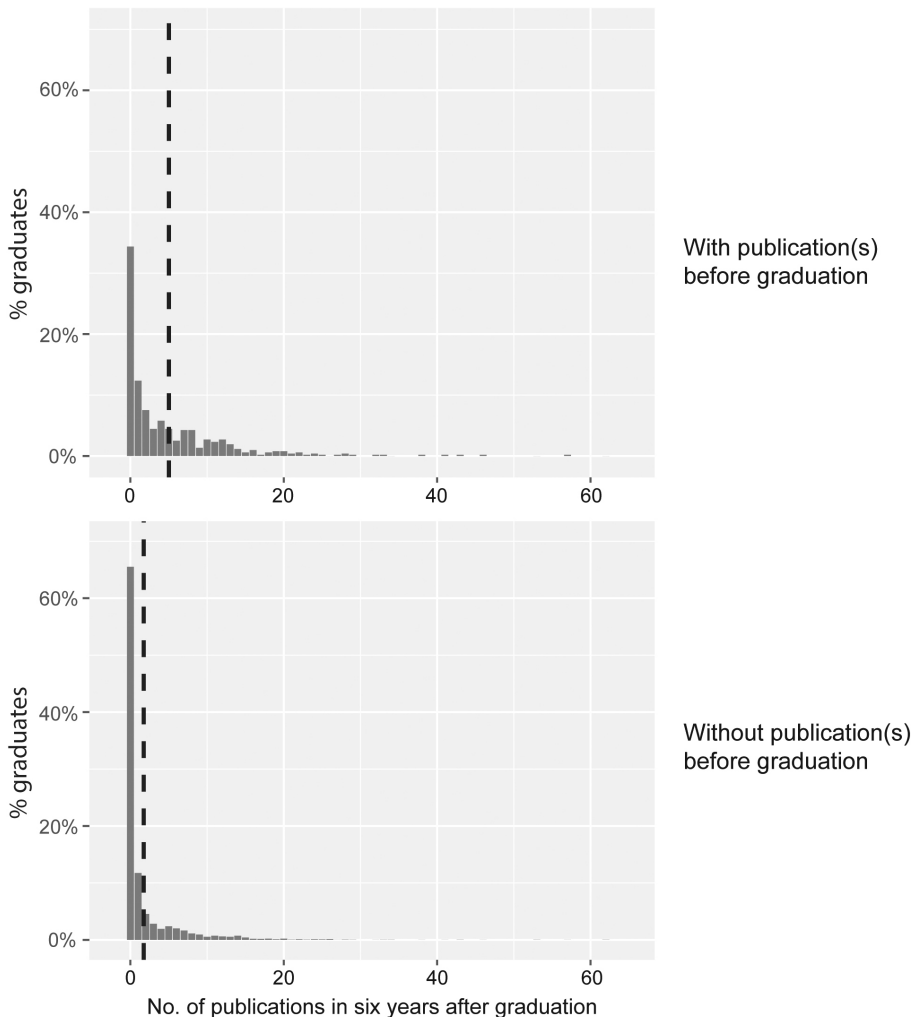 60%
40%
20%
0%
% graduates
0 20 40 60
With publication(s)
before graduation
60%
40%
20%
0%
% graduates
0 20 40 60
Without publication(s)
before graduation
No. of publications in six years after graduation